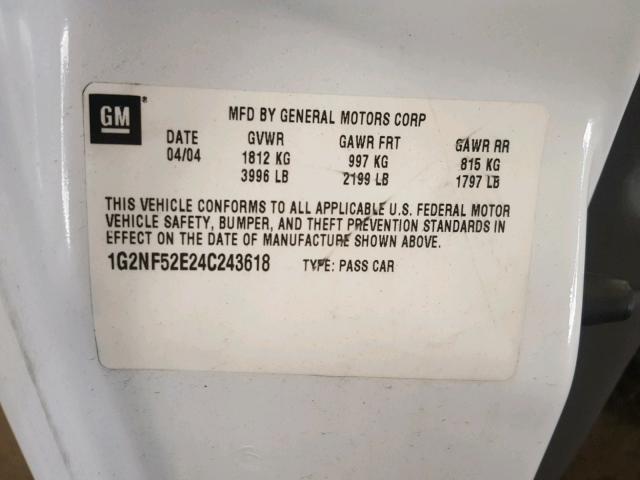 GM®
MFD BY GENERAL MOTORS CORP
DATE GVWR GAWR FRT GAWR RR
04/04 1812 KG 997 KG 815 KG
3996 LB 2199 LB 1797 LB
THIS VEHICLE CONFORMS TO ALL APPLICABLE U.S. FEDERAL MOTOR
VEHICLE SAFETY, BUMPER, AND THEFT PREVENTION STANDARDS IN
EFFECT ON THE DATE OF MANUFACTURE SHOWN ABOVE.
1G2NF52E24C243618 TYPE: PASS CAR